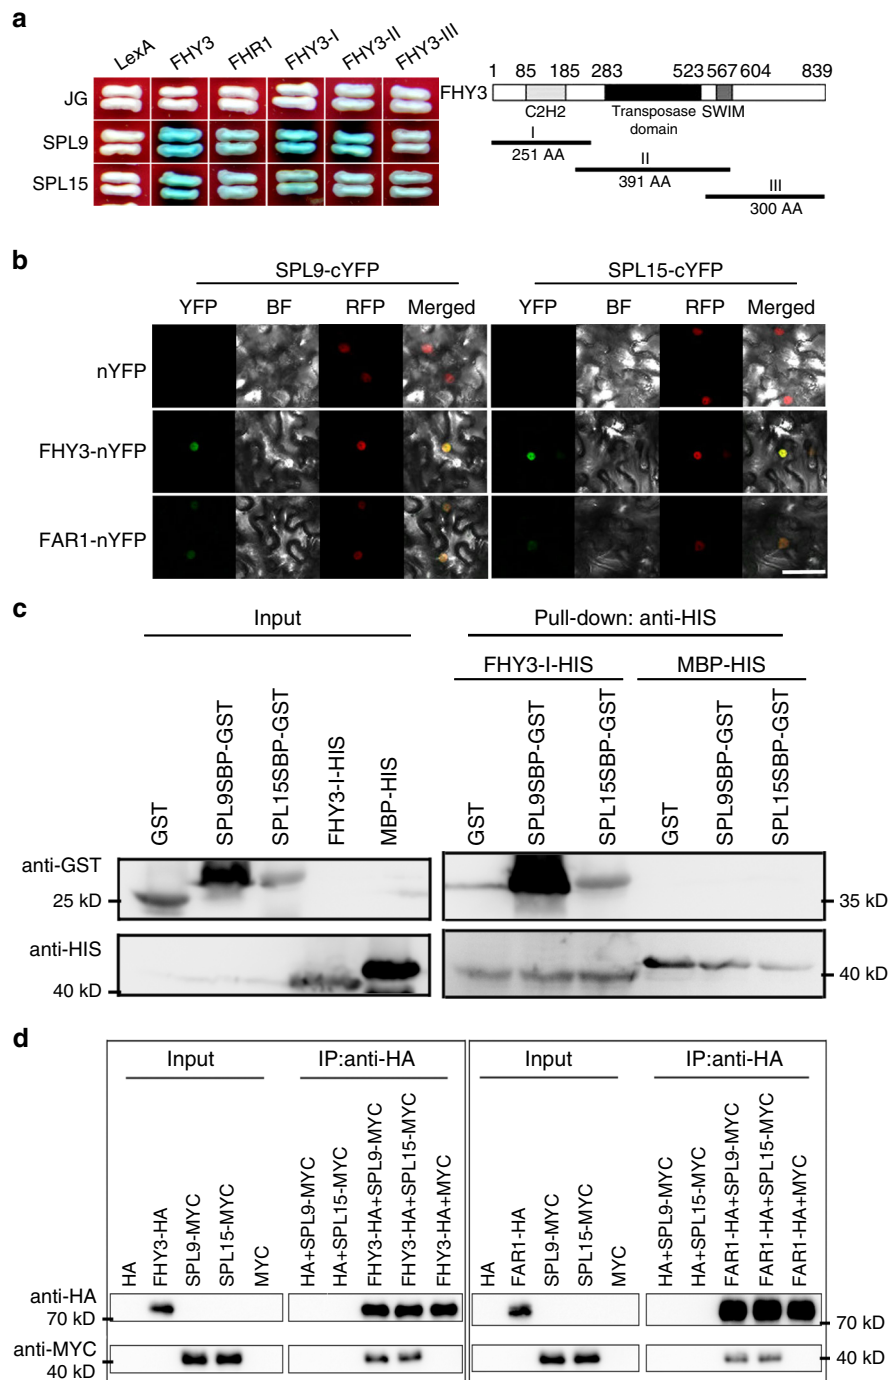 a
LexA FHY3 FHR1 FHY3-I FHY3-II FHY3-III
JG
SPL9
SPL15
1 85 185 283 523 567 604 839
FHY3
C2H2 Transposase domain SWIM
I
251 AA
II
391 AA
III
300 AA
b
SPL9-cYFP SPL15-cYFP
YFP BF RFP Merged YFP BF RFP Merged
nYFP
FHY3-nYFP
FAR1-nYFP
c
Input Pull-down: anti-HIS
FHY3-I-HIS MBP-HIS
GST SPL9SBP-GST SPL15SBP-GST FHY3-I-HIS MBP-HIS GST SPL9SBP-GST SPL15SBP-GST GST SPL9SBP-GST SPL15SBP-GST
anti-GST
25 kD 35 kD
anti-HIS
40 kD 40 kD
d
Input IP:anti-HA Input IP:anti-HA
HA FHY3-HA SPL9-MYC SPL15-MYC MYC HA+SPL9-MYC HA+SPL15-MYC FHY3-HA+SPL9-MYC FHY3-HA+SPL15-MYC FHY3-HA+MYC HA FAR1-HA SPL9-MYC SPL15-MYC MYC HA+SPL9-MYC HA+SPL15-MYC FAR1-HA+SPL9-MYC FAR1-HA+SPL15-MYC FAR1-HA+MYC
anti-HA
70 kD 70 kD
anti-MYC
40 kD 40 kD